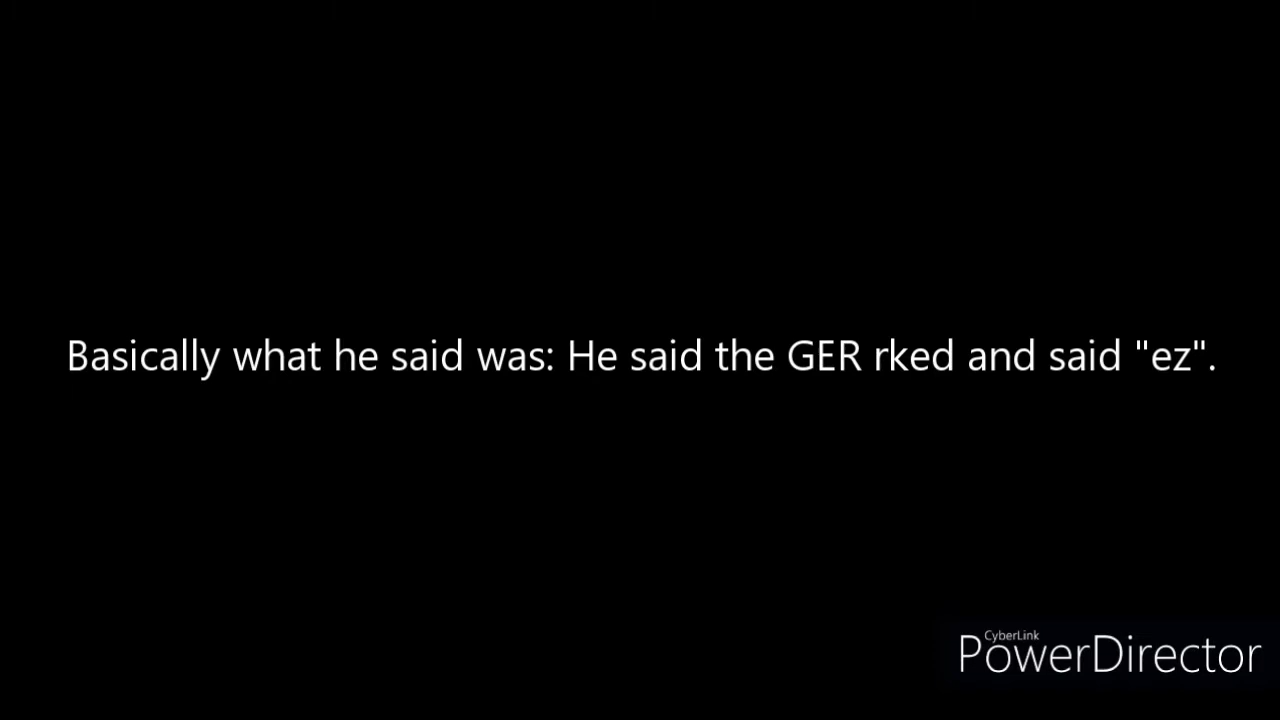 Basically what he said was: He said the GER rked and said "ez".
CyberLink
PowerDirector